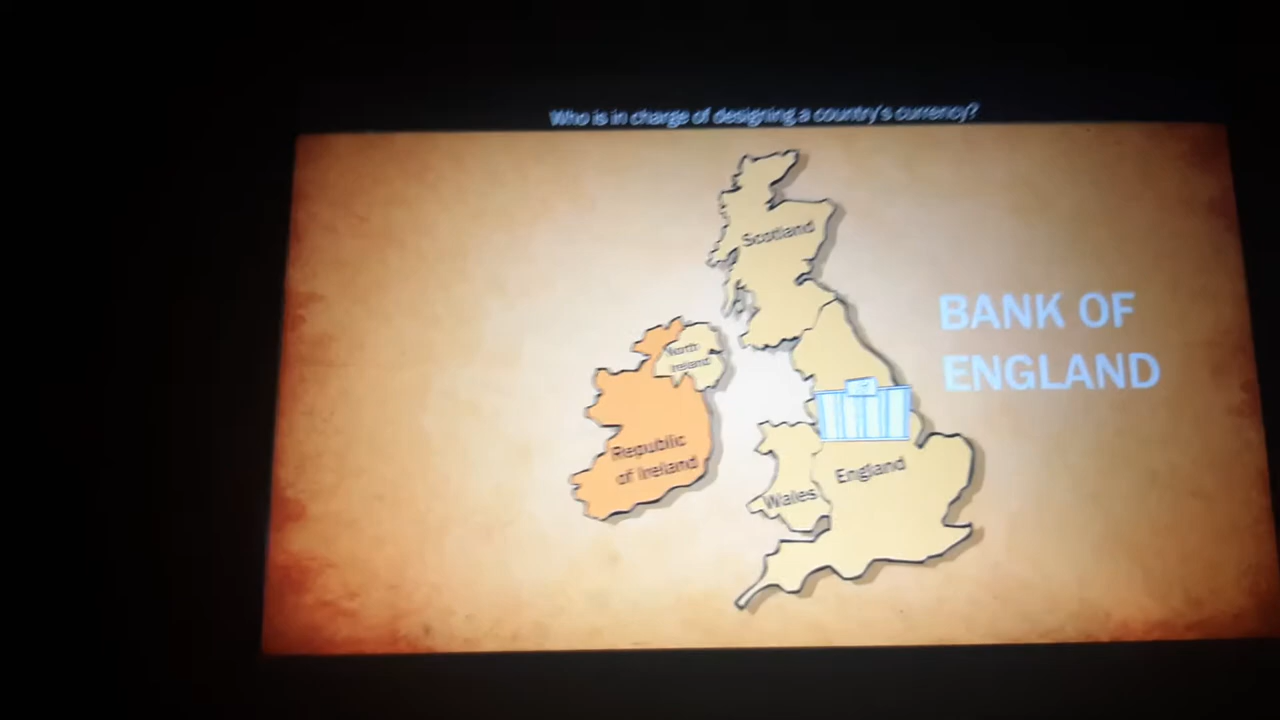 Who is in charge of designing a country's currency?
Scotland
BANK OF
ENGLAND
North
Ireland
Republic
of Ireland
England
Wales